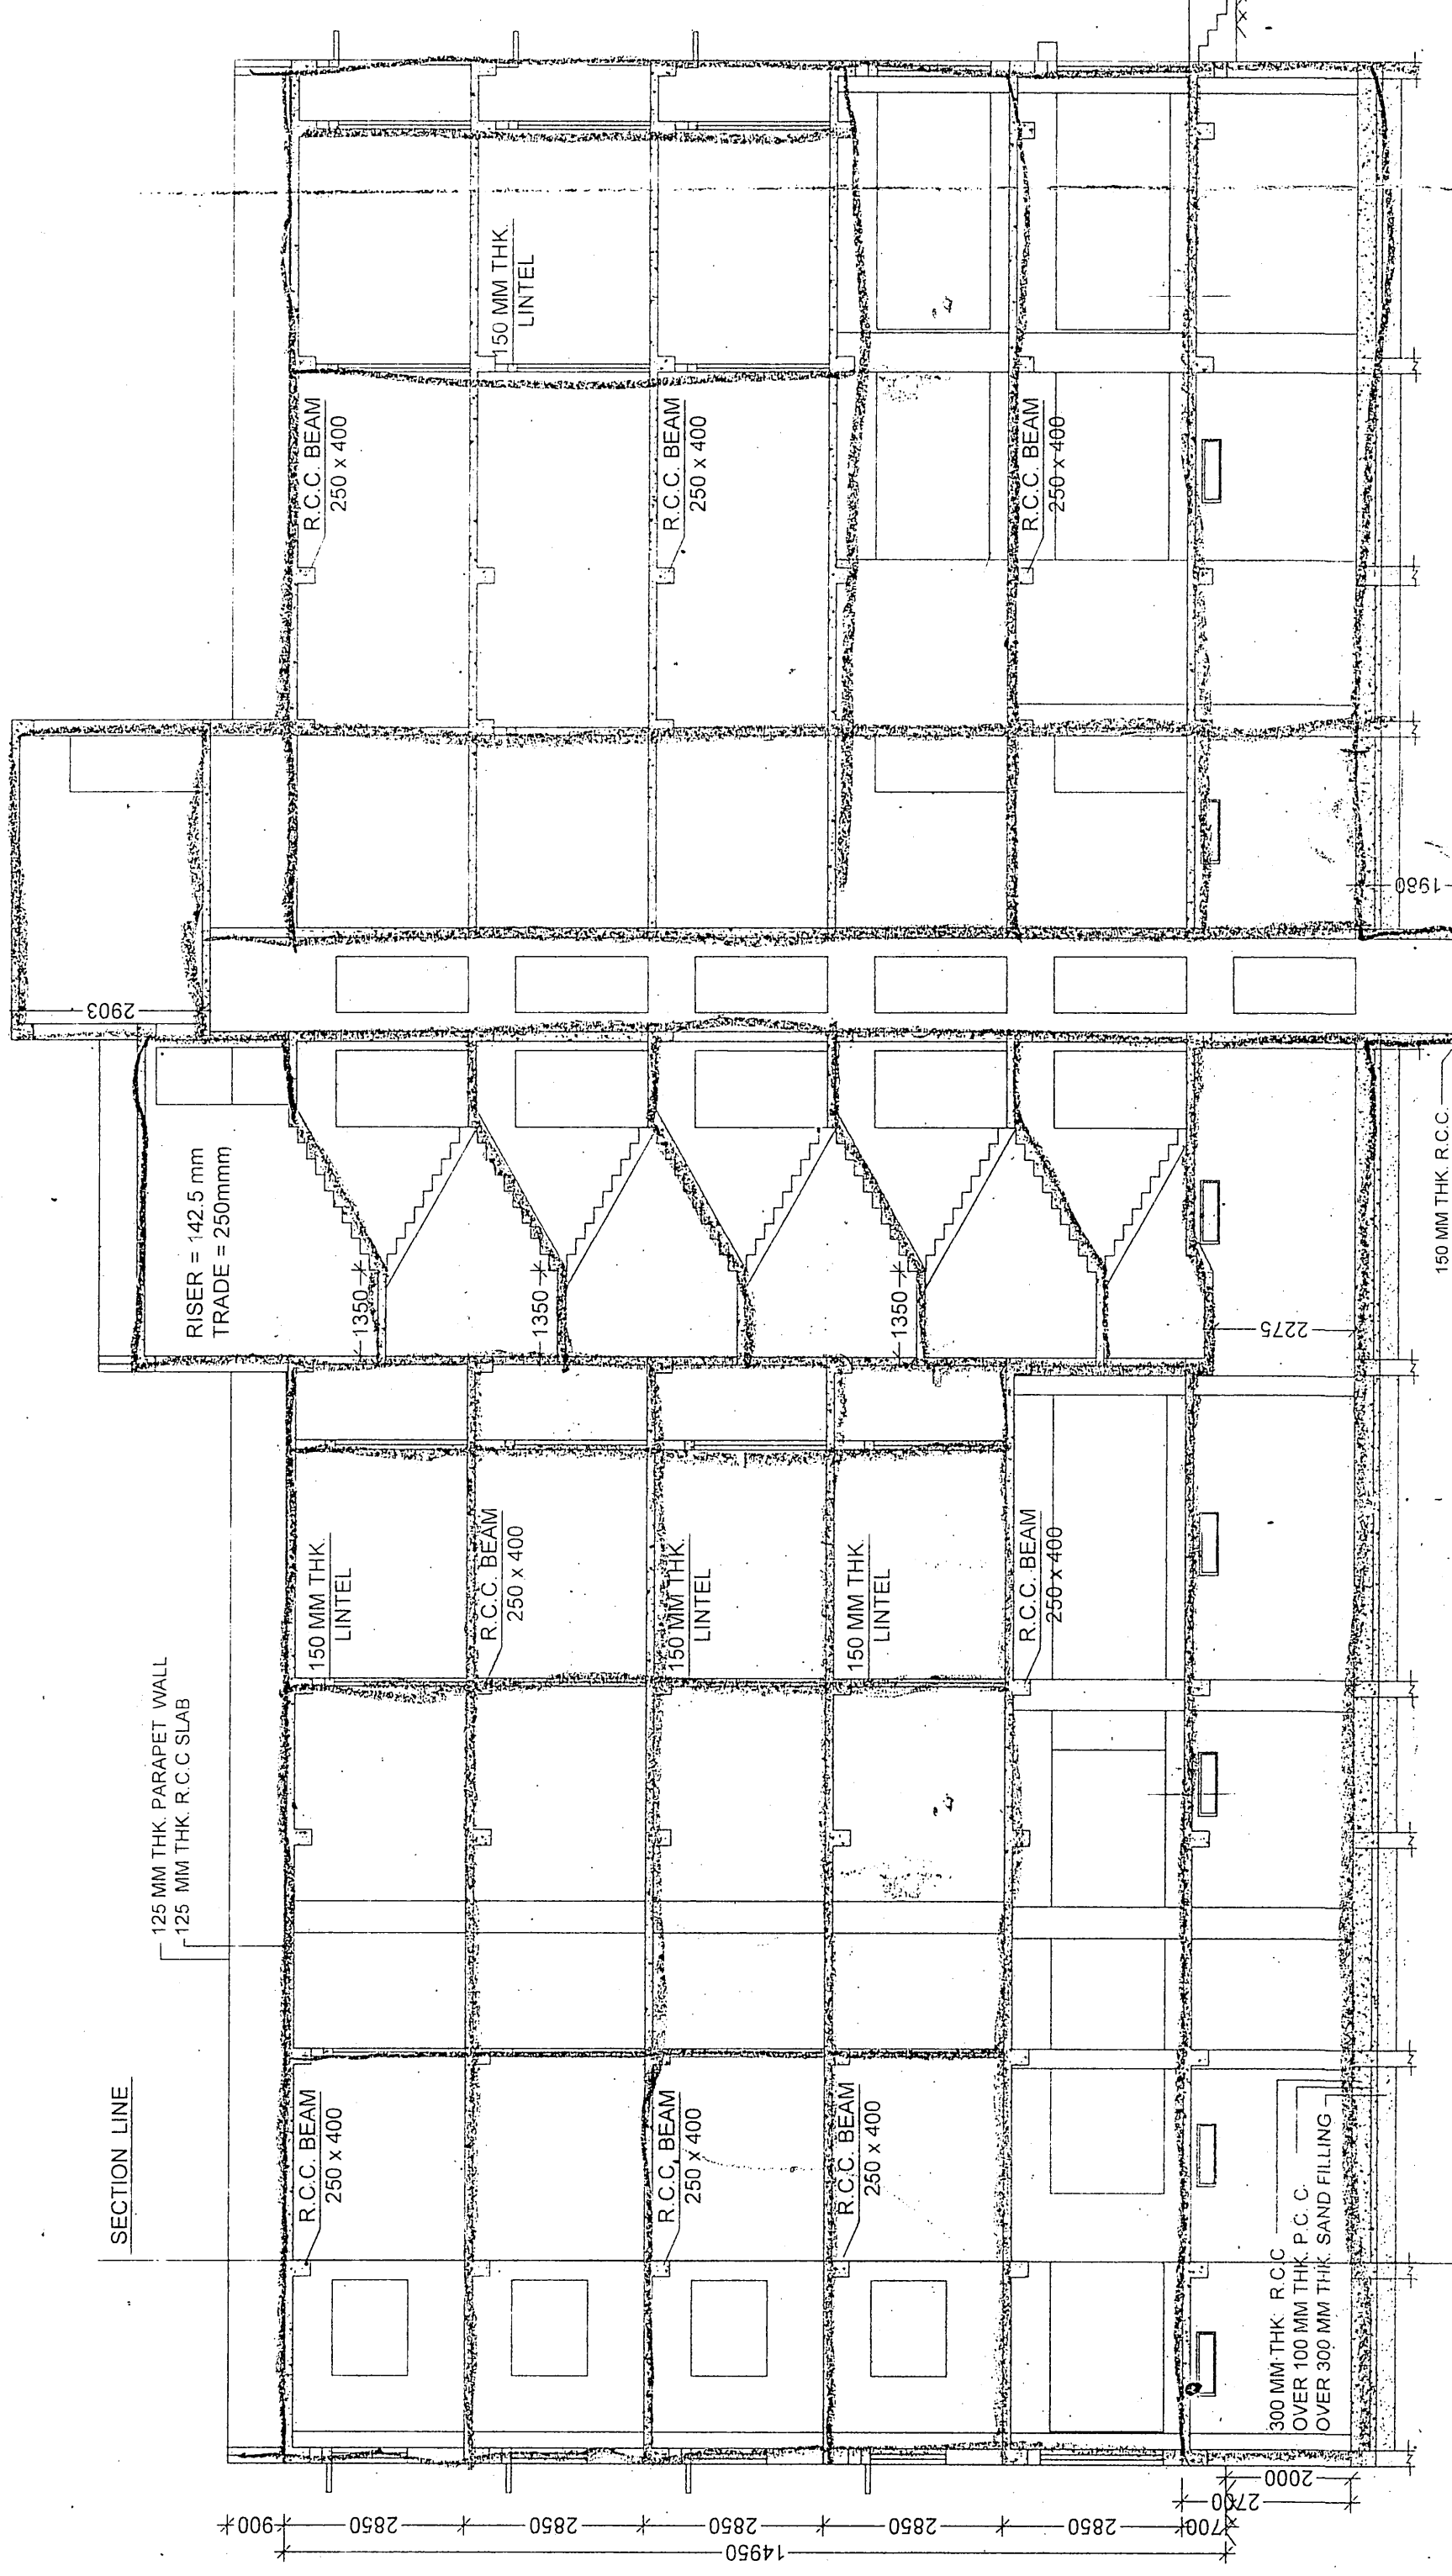 2903
RISER = 142.5 mm
TRADE = 250mmm
125 MM THK. PARAPET WALL
125 MM THK. R.C.C SLAB
SECTION LINE
150 MM THK.
LINTEL
R.C.C. BEAM
250 x 400
R.C.C. BEAM
250 x 400
R.C.C. BEAM
250 x 400
1350
1350
1350
2275
1980
150 MM THK. R.C.C.
150 MM THK.
LINTEL
R.C.C. BEAM
250 x 400
150 MM THK.
LINTEL
150 MM THK.
LINTEL
R.C.C. BEAM
250 x 400
R.C.C. BEAM
250 x 400
R.C.C. BEAM
250 x 400
R.C.C. BEAM
250 x 400
300 MM THK. R.C.C
OVER 100 MM THK. P.C. C.
OVER 300 MM THK. SAND FILLING
900
2850
2850
2850
2850
2850
700
14950
2000
2700